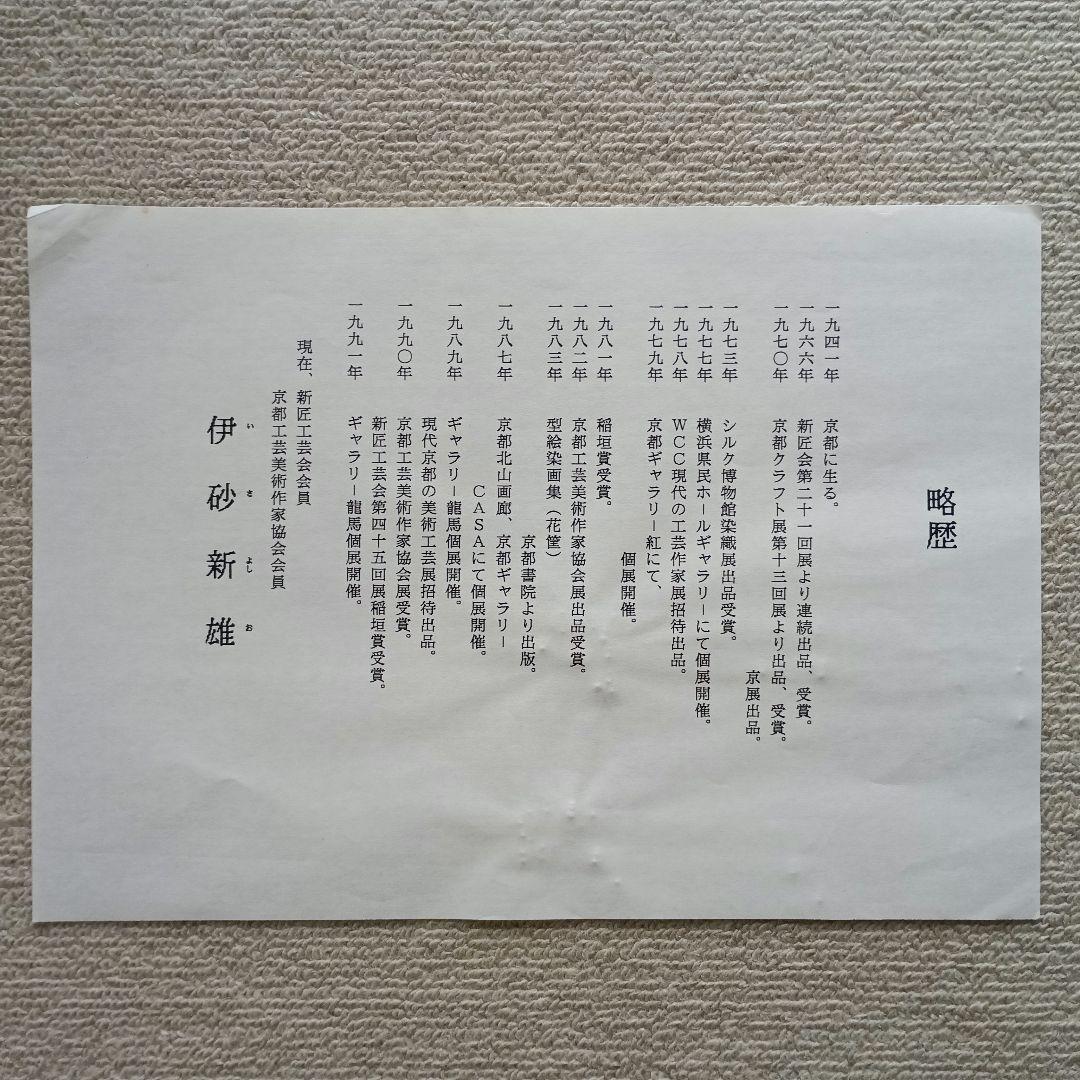 略歴
一九四一年　京都に生る。
一九六六年　新匠会第二十一回展より連続出品、受賞。
一九七〇年　京都クラフト展第十三回展より出品、受賞。
京展出品。
一九七三年　シルク博物館染織展出品受賞。
一九七七年　横浜県民ホールギャラリーにて個展開催。
一九七八年　ＷＣＣ現代の工芸作家展招待出品。
一九七九年　京都ギャラリー紅にて、
個展開催。
一九八一年　稲垣賞受賞。
一九八二年　京都工芸美術作家協会展出品受賞。
一九八三年　型絵染画集（花筐）
京都書院より出版。
一九八七年　京都北山画廊、京都ギャラリー
ＣＡＳＡにて個展開催。
一九八九年　ギャラリー龍馬個展開催。
現代京都の美術工芸展招待出品。
一九九〇年　京都工芸美術作家協会展受賞。
新匠工芸会第四十五回展稲垣賞受賞。
一九九一年　ギャラリー龍馬個展開催。
現在、新匠工芸会会員
京都工芸美術作家協会会員
いさよしお
伊砂新雄